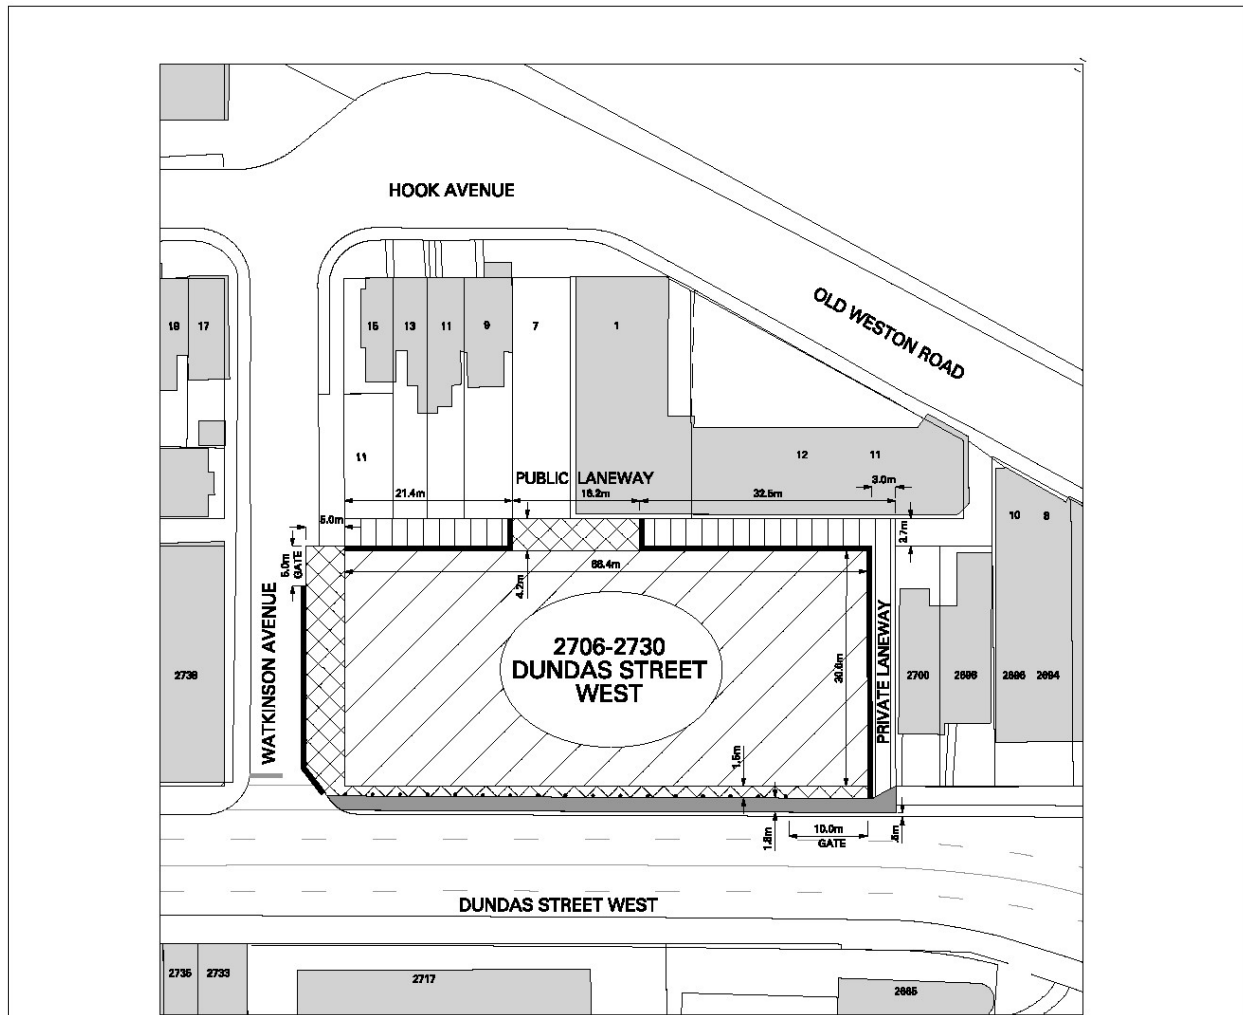 HOOK AVENUE
OLD WESTON ROAD
18
17
15
13
11
9
7
1
11
12
11
PUBLIC LANEWAY
3.0m
21.4m
16.2m
32.5m
5.0m
3.7m
10
8
5.0m
GATE
66.4m
4.2m
WATKINSON AVENUE
2706-2730
DUNDAS STREET
WEST
30.6m
PRIVATE LANEWAY
2738
2700
2698
2696
2694
1.5m
1.8m
10.0m
GATE
.6m
DUNDAS STREET WEST
2735
2733
2717
2685